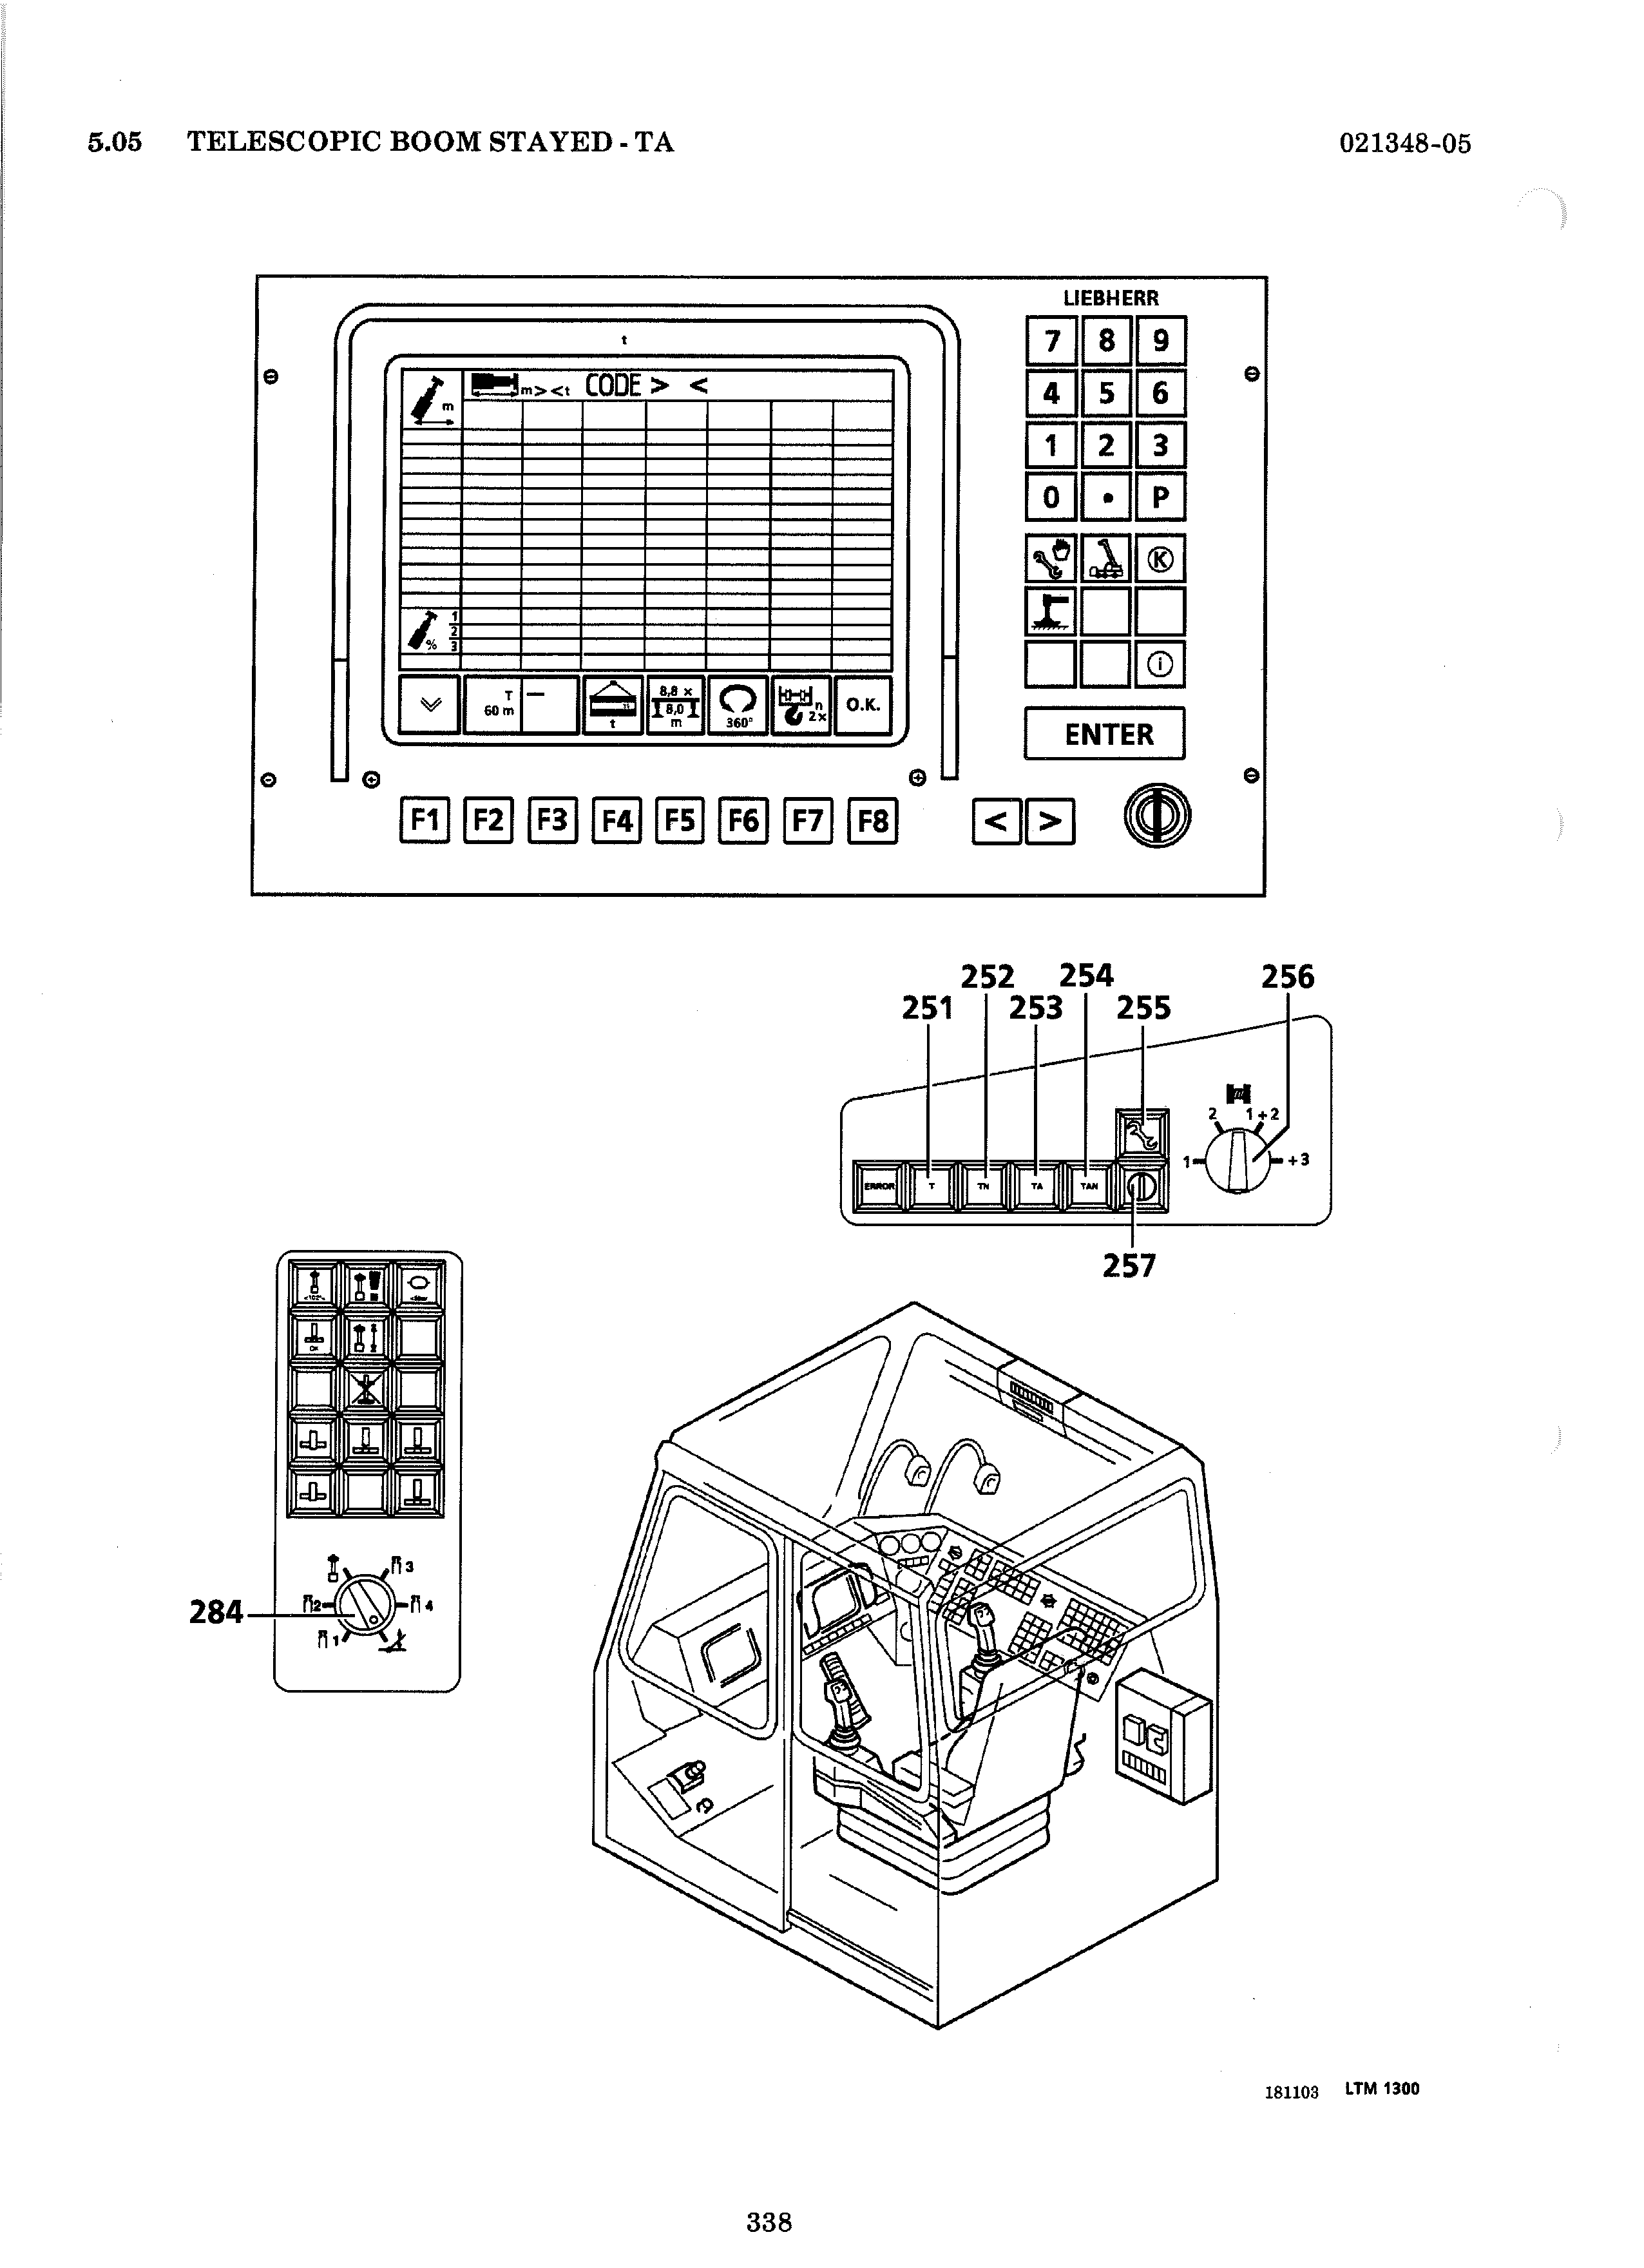 5.05 TELESCOPIC BOOM STAYED - TA 021348-05
LIEBHERR
t
7 8 9
m
m> <t CODE > <
4 5 6
1 2 3
0 • P
K
1
2
% 3
i
T
60 m
—
t
8,8 x
8,0
m
360°
n
2x
O.K.
ENTER
F1 F2 F3 F4 F5 F6 F7 F8 < >
252 254 256
251 253 255
2 1+2
1 +3
ERROR T TN TA TAN
257
OK
3
284 2 4
1
181103 LTM 1300
338